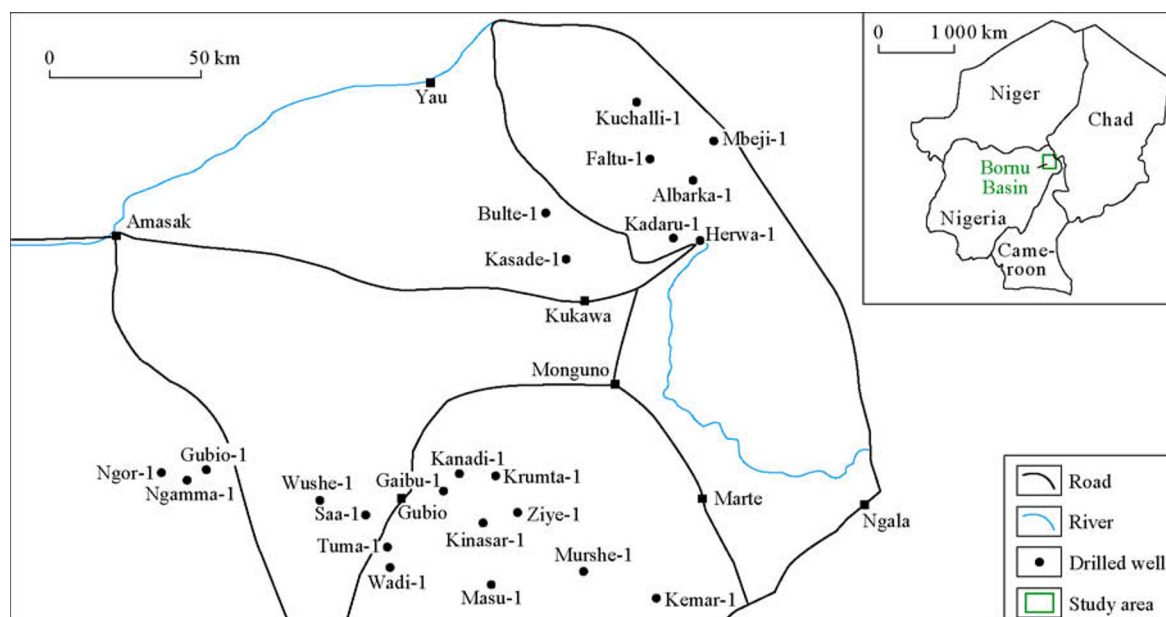 0
50 km
Yau
Kuchalli-1
Mbeji-1
Faltu-1
Albarka-1
Bulte-1
Kadaru-1
Herwa-1
Amasak
Kasade-1
Kukawa
Monguno
Gubio-1
Ngor-1
Ngamma-1
Kanadi-1
Wushe-1
Gaibu-1
Krumta-1
Saa-1
Gubio
Ziye-1
Marte
Ngala
Kinasar-1
Tuma-1
Murshe-1
Wadi-1
Masu-1
Kemar-1
0
1 000 km
Niger
Chad
Bornu
Basin
Nigeria
Came-
roon
Road
River
Drilled well
Study area